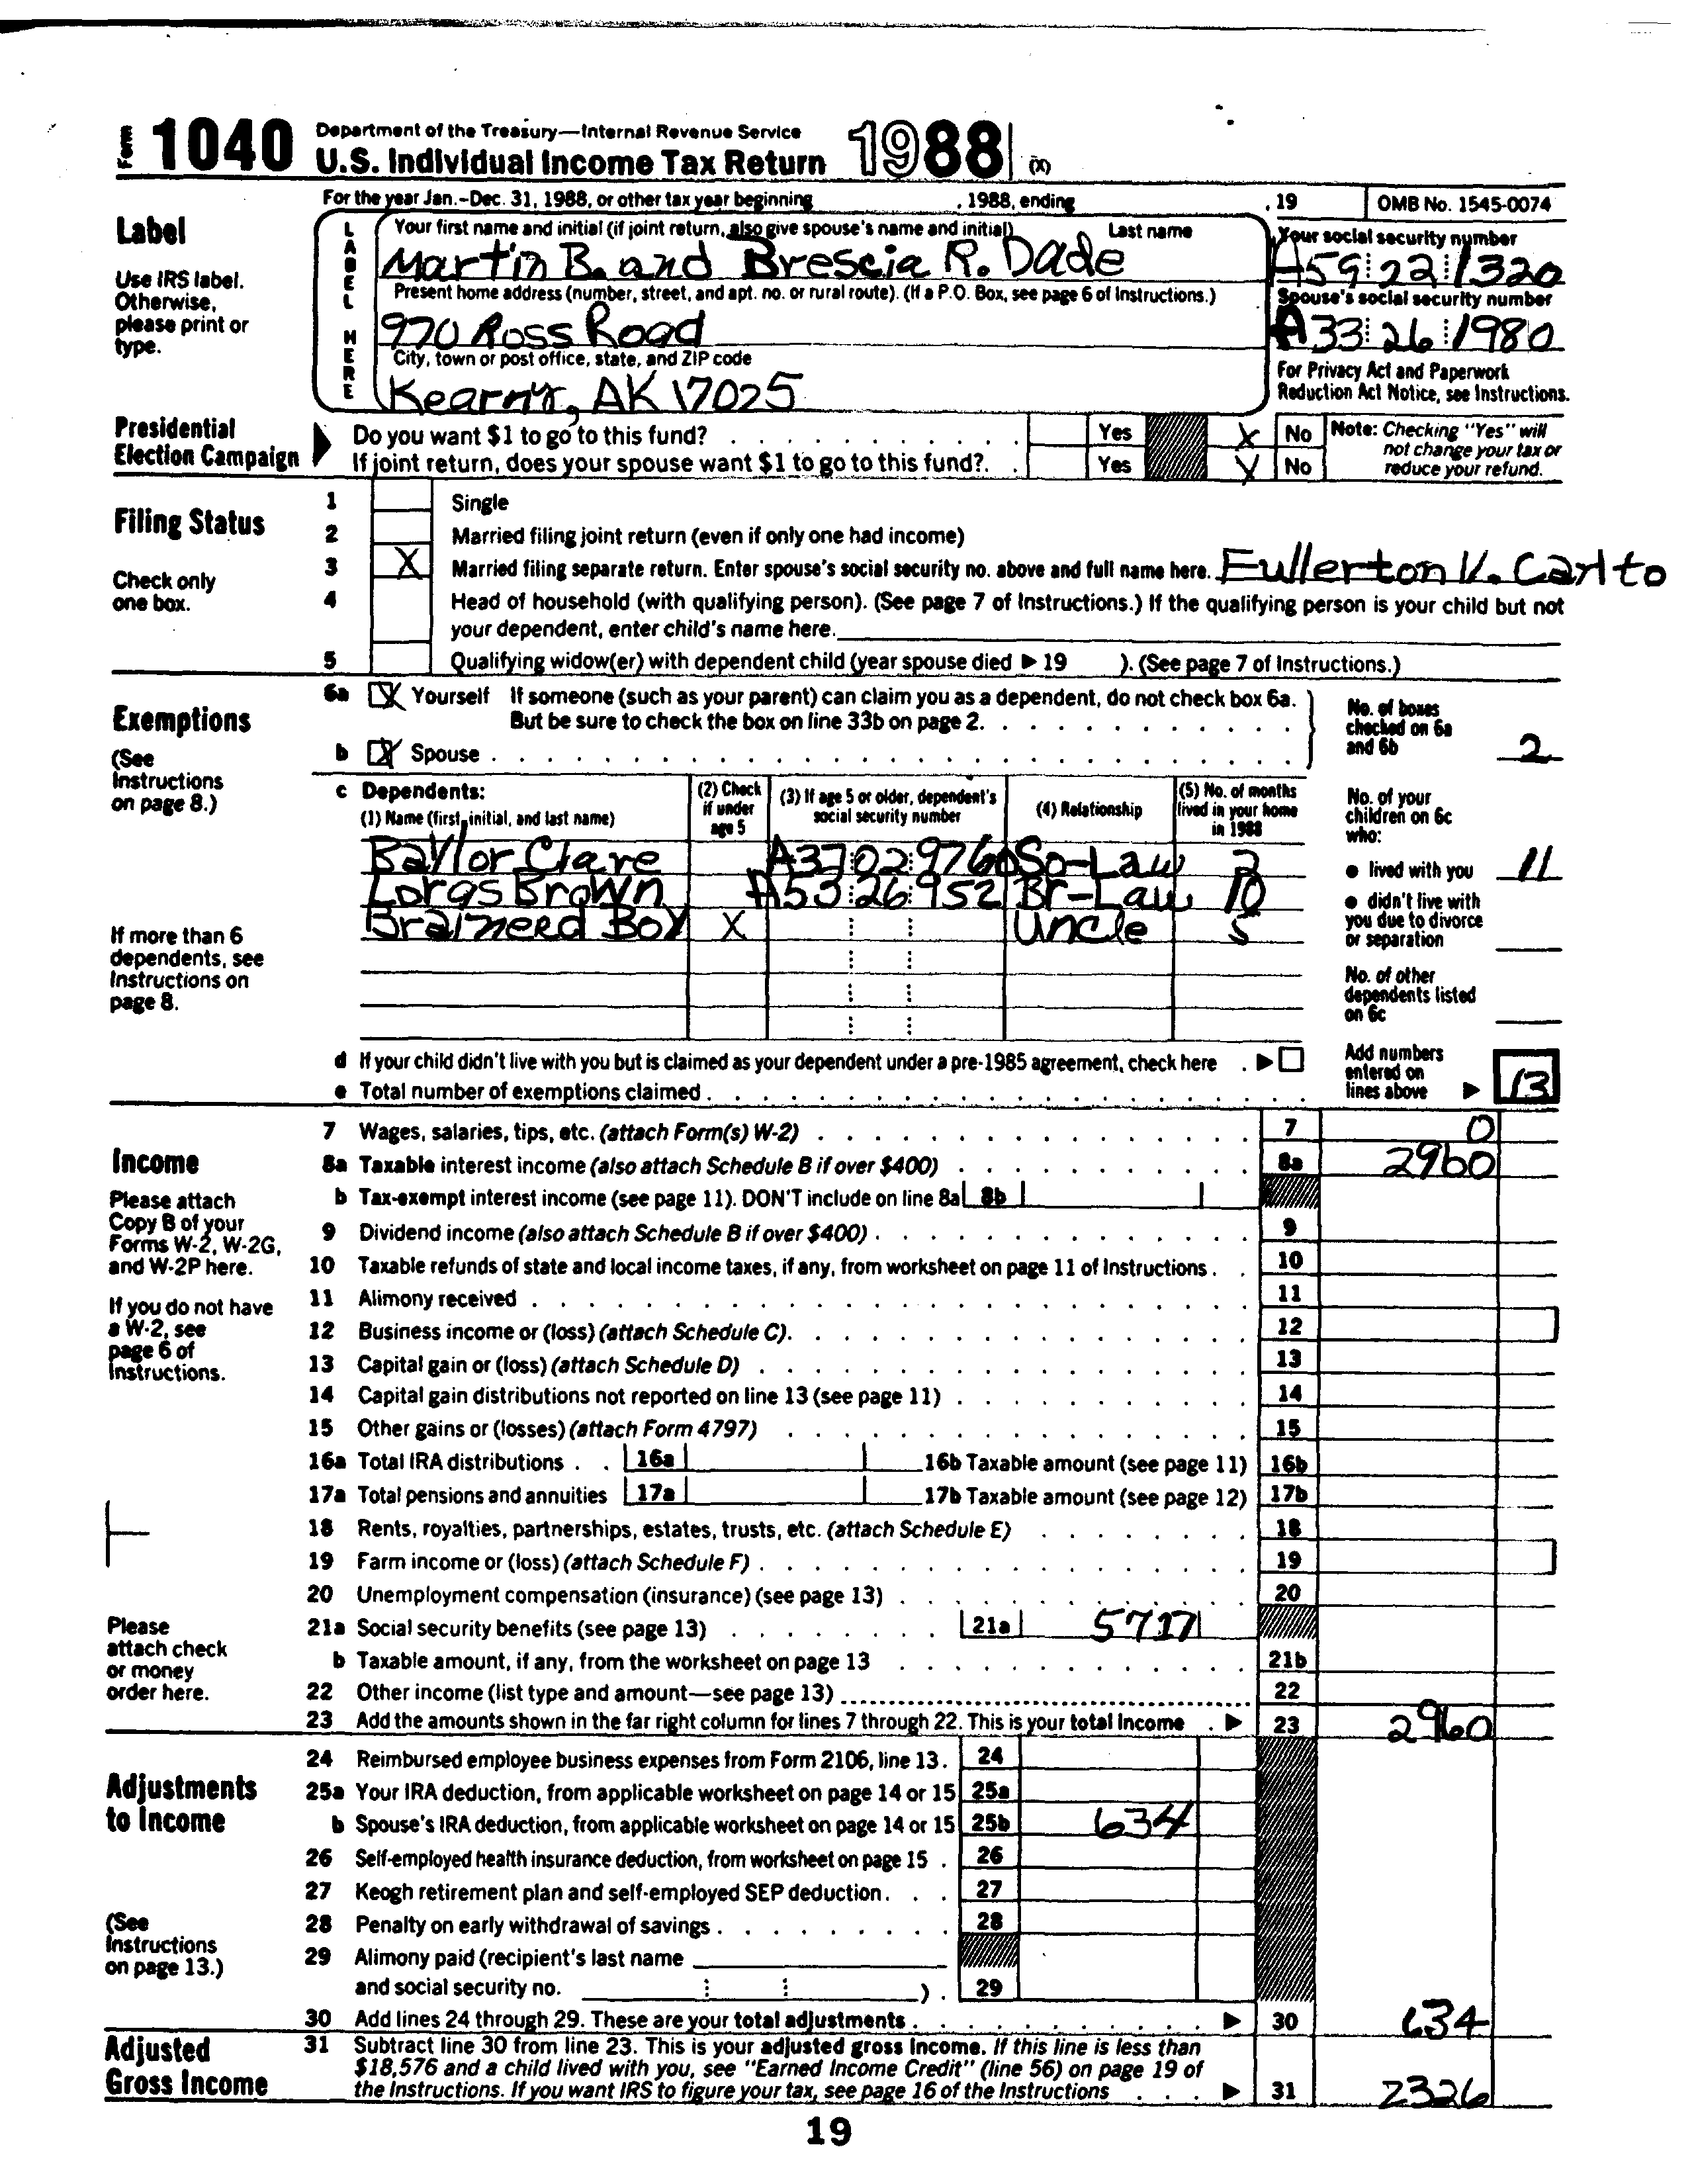 Form 1040 Department of the Treasury—Internal Revenue Service
U.S. Individual Income Tax Return 1988 (X)
For the year Jan.-Dec. 31, 1988, or other tax year beginning , 1988, ending , 19 OMB No. 1545-0074
Label
Use IRS label. Otherwise, please print or type.
LABEL HERE
Your first name and initial (if joint return, also give spouse's name and initial) Last name
Martin B. and Brescia R. Dade
Your social security number
A59 22 1320
Present home address (number, street, and apt. no. or rural route). (If a P.O. Box, see page 6 of Instructions.)
970 Ross Road
Spouse's social security number
A33 26 1980
City, town or post office, state, and ZIP code
Kearny, AK 17025
For Privacy Act and Paperwork
Reduction Act Notice, see Instructions.
Presidential
Election Campaign
Do you want $1 to go to this fund? Yes X No
If joint return, does your spouse want $1 to go to this fund? Yes X No
Note: Checking "Yes" will
not change your tax or
reduce your refund.
Filing Status
Check only
one box.
1 Single
2 Married filing joint return (even if only one had income)
3 X Married filing separate return. Enter spouse's social security no. above and full name here. Fullerton V. Carlto
4 Head of household (with qualifying person). (See page 7 of Instructions.) If the qualifying person is your child but not
your dependent, enter child's name here.
5 Qualifying widow(er) with dependent child (year spouse died ▶ 19 ). (See page 7 of Instructions.)
Exemptions
(See
Instructions
on page 8.)
6a X Yourself If someone (such as your parent) can claim you as a dependent, do not check box 6a.
But be sure to check the box on line 33b on page 2.
b X Spouse
No. of boxes
checked on 6a
and 6b 2
c Dependents:
(1) Name (first, initial, and last name)
(2) Check
if under
age 5
(3) If age 5 or older, dependent's
social security number
(4) Relationship
(5) No. of months
lived in your home
in 1988
Baylor Clare A37 02 9760 So-Law 2
Loras Brown A53 26 952 Br-Law 10
Braineed Boy X Uncle 5
If more than 6
dependents, see
Instructions on
page 8.
No. of your
children on 6c
who:
● lived with you 11
● didn't live with
you due to divorce
or separation
No. of other
dependents listed
on 6c
d If your child didn't live with you but is claimed as your dependent under a pre-1985 agreement, check here ▶
e Total number of exemptions claimed
Add numbers
entered on
lines above ▶ 13
Income
Please attach
Copy B of your
Forms W-2, W-2G,
and W-2P here.
If you do not have
a W-2, see
page 6 of
Instructions.
7 Wages, salaries, tips, etc. (attach Form(s) W-2) 7 0
8a Taxable interest income (also attach Schedule B if over $400) 8a 2960
b Tax-exempt interest income (see page 11). DON'T include on line 8a 8b
9 Dividend income (also attach Schedule B if over $400) 9
10 Taxable refunds of state and local income taxes, if any, from worksheet on page 11 of Instructions 10
11 Alimony received 11
12 Business income or (loss) (attach Schedule C) 12
13 Capital gain or (loss) (attach Schedule D) 13
14 Capital gain distributions not reported on line 13 (see page 11) 14
15 Other gains or (losses) (attach Form 4797) 15
16a Total IRA distributions 16a 16b Taxable amount (see page 11) 16b
17a Total pensions and annuities 17a 17b Taxable amount (see page 12) 17b
18 Rents, royalties, partnerships, estates, trusts, etc. (attach Schedule E) 18
19 Farm income or (loss) (attach Schedule F) 19
20 Unemployment compensation (insurance) (see page 13) 20
Please
attach check
or money
order here.
21a Social security benefits (see page 13) 21a 5717
b Taxable amount, if any, from the worksheet on page 13 21b
22 Other income (list type and amount—see page 13) 22
23 Add the amounts shown in the far right column for lines 7 through 22. This is your total income ▶ 23 2960
Adjustments
to Income
(See
Instructions
on page 13.)
24 Reimbursed employee business expenses from Form 2106, line 13. 24
25a Your IRA deduction, from applicable worksheet on page 14 or 15 25a
b Spouse's IRA deduction, from applicable worksheet on page 14 or 15 25b 634
26 Self-employed health insurance deduction, from worksheet on page 15 26
27 Keogh retirement plan and self-employed SEP deduction 27
28 Penalty on early withdrawal of savings 28
29 Alimony paid (recipient's last name
and social security no. ) 29
30 Add lines 24 through 29. These are your total adjustments ▶ 30 634
Adjusted
Gross Income
31 Subtract line 30 from line 23. This is your adjusted gross income. If this line is less than
$18,576 and a child lived with you, see "Earned Income Credit" (line 56) on page 19 of
the Instructions. If you want IRS to figure your tax, see page 16 of the Instructions ▶ 31 2326
19